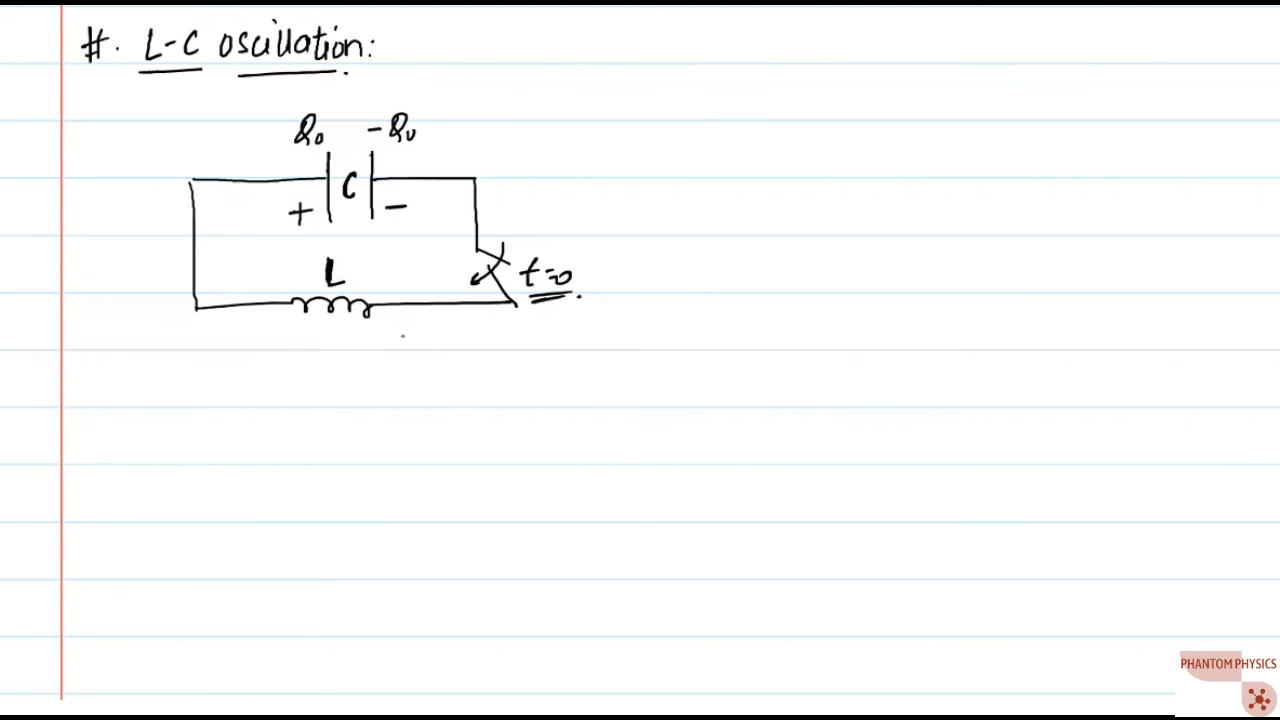 #. L-C oscillation:
Q₀ -Q₀
C
+ -
L
t=0
PHANTOM PHYSICS